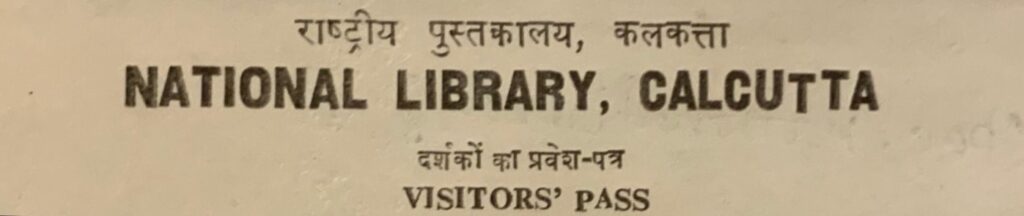 राष्ट्रीय पुस्तकालय, कलकत्ता
NATIONAL LIBRARY, CALCUTTA
दर्शकों का प्रवेश-पत्र
VISITORS' PASS